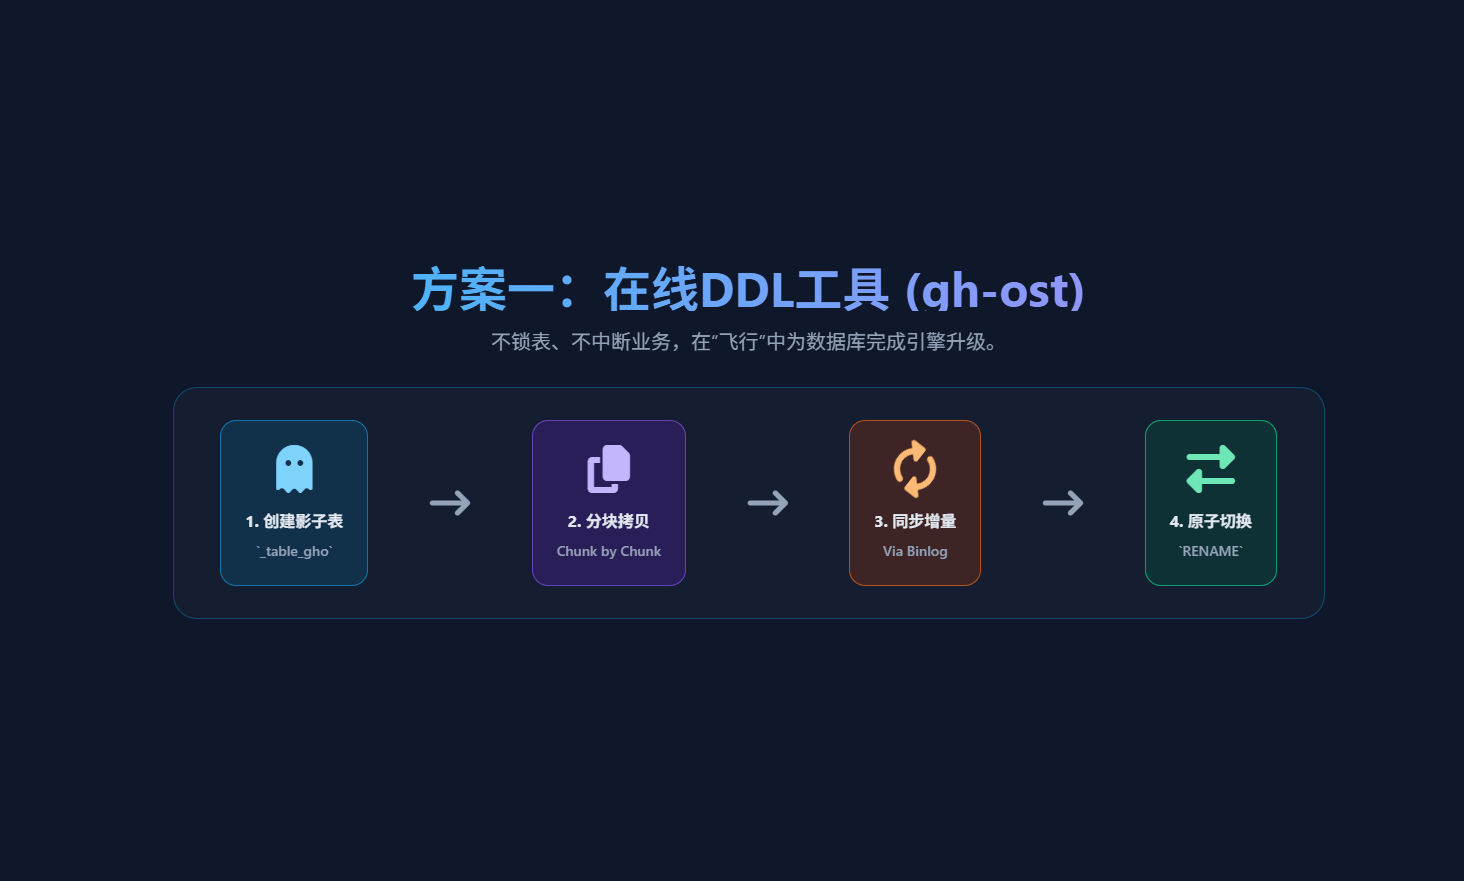 方案一：在线DDL工具 (gh-ost)
不锁表、不中断业务，在“飞行”中为数据库完成引擎升级。
1. 创建影子表
`_table_gho`
2. 分块拷贝
Chunk by Chunk
3. 同步增量
Via Binlog
4. 原子切换
`RENAME`